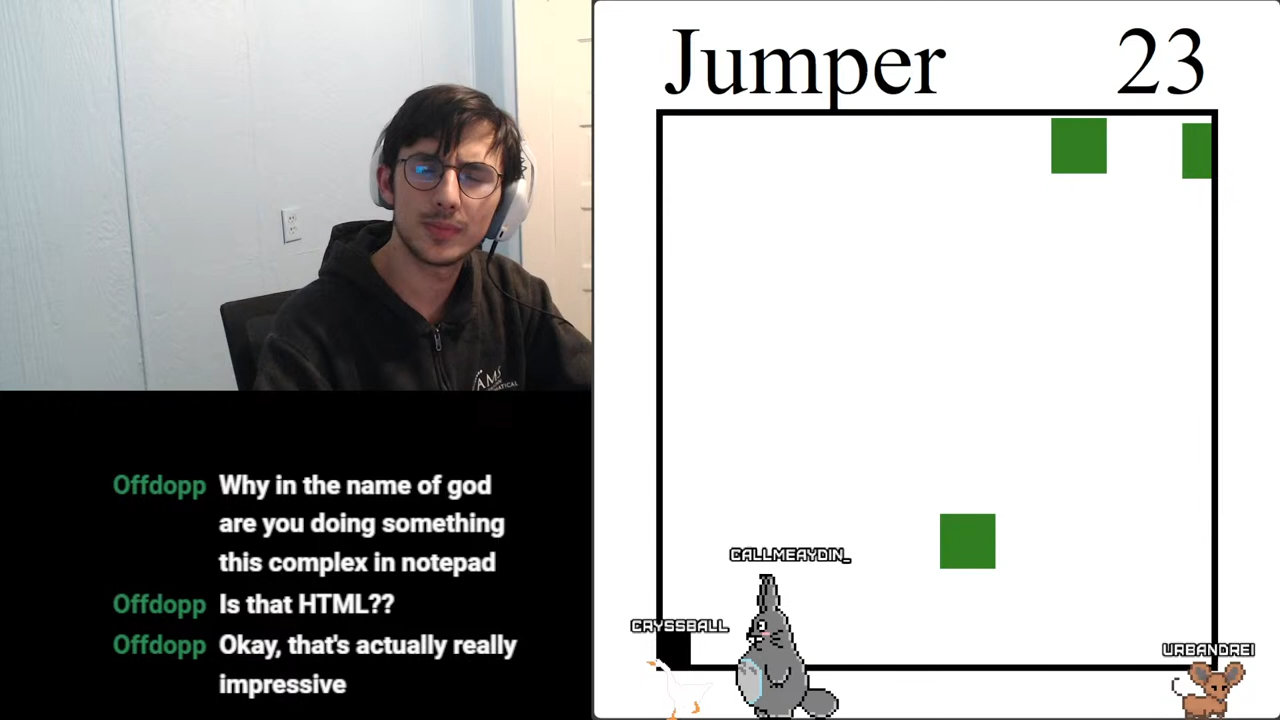 Jumper 23
Offdopp Why in the name of god
are you doing something
this complex in notepad
Offdopp Is that HTML??
Offdopp Okay, that's actually really
impressive
CALLMEAYDIN_
CRYSSBALL
URBANDREI
AMS